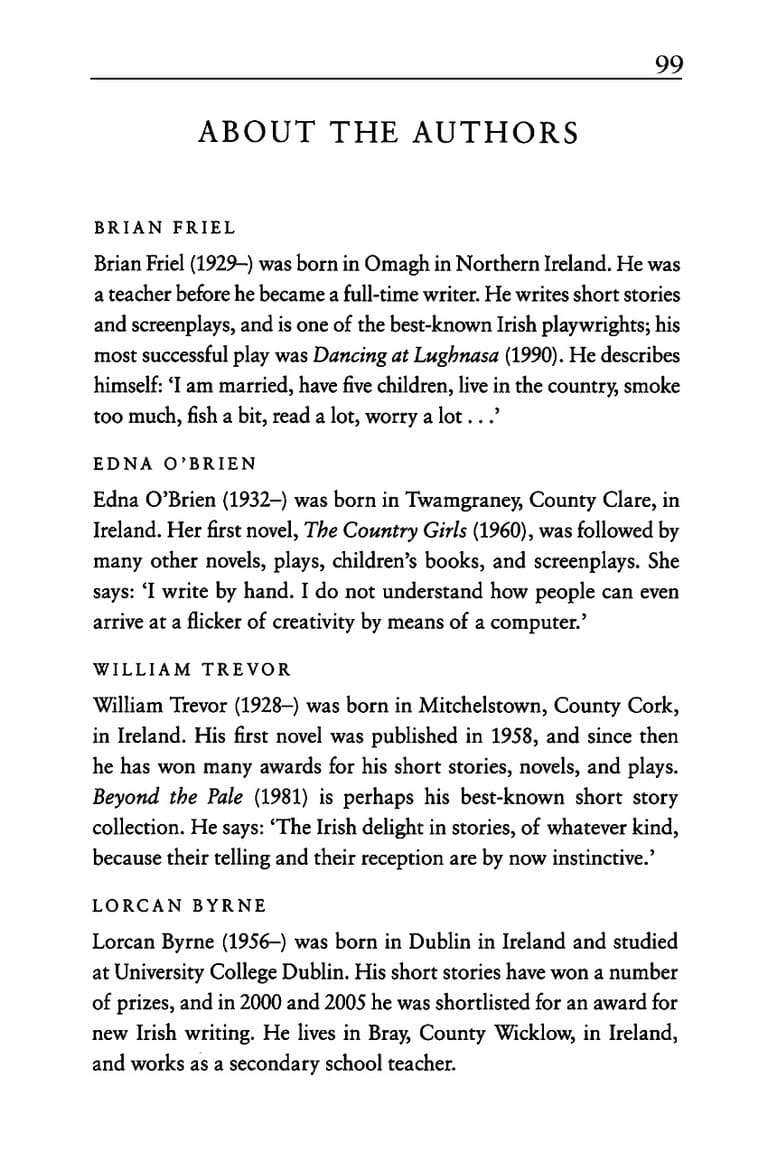 99
ABOUT THE AUTHORS
BRIAN FRIEL
Brian Friel (1929–) was born in Omagh in Northern Ireland. He was
a teacher before he became a full-time writer. He writes short stories
and screenplays, and is one of the best-known Irish playwrights; his
most successful play was Dancing at Lughnasa (1990). He describes
himself: ‘I am married, have five children, live in the country, smoke
too much, fish a bit, read a lot, worry a lot . . .’
EDNA O’BRIEN
Edna O’Brien (1932–) was born in Twamgraney, County Clare, in
Ireland. Her first novel, The Country Girls (1960), was followed by
many other novels, plays, children’s books, and screenplays. She
says: ‘I write by hand. I do not understand how people can even
arrive at a flicker of creativity by means of a computer.’
WILLIAM TREVOR
William Trevor (1928–) was born in Mitchelstown, County Cork,
in Ireland. His first novel was published in 1958, and since then
he has won many awards for his short stories, novels, and plays.
Beyond the Pale (1981) is perhaps his best-known short story
collection. He says: ‘The Irish delight in stories, of whatever kind,
because their telling and their reception are by now instinctive.’
LORCAN BYRNE
Lorcan Byrne (1956–) was born in Dublin in Ireland and studied
at University College Dublin. His short stories have won a number
of prizes, and in 2000 and 2005 he was shortlisted for an award for
new Irish writing. He lives in Bray, County Wicklow, in Ireland,
and works as a secondary school teacher.